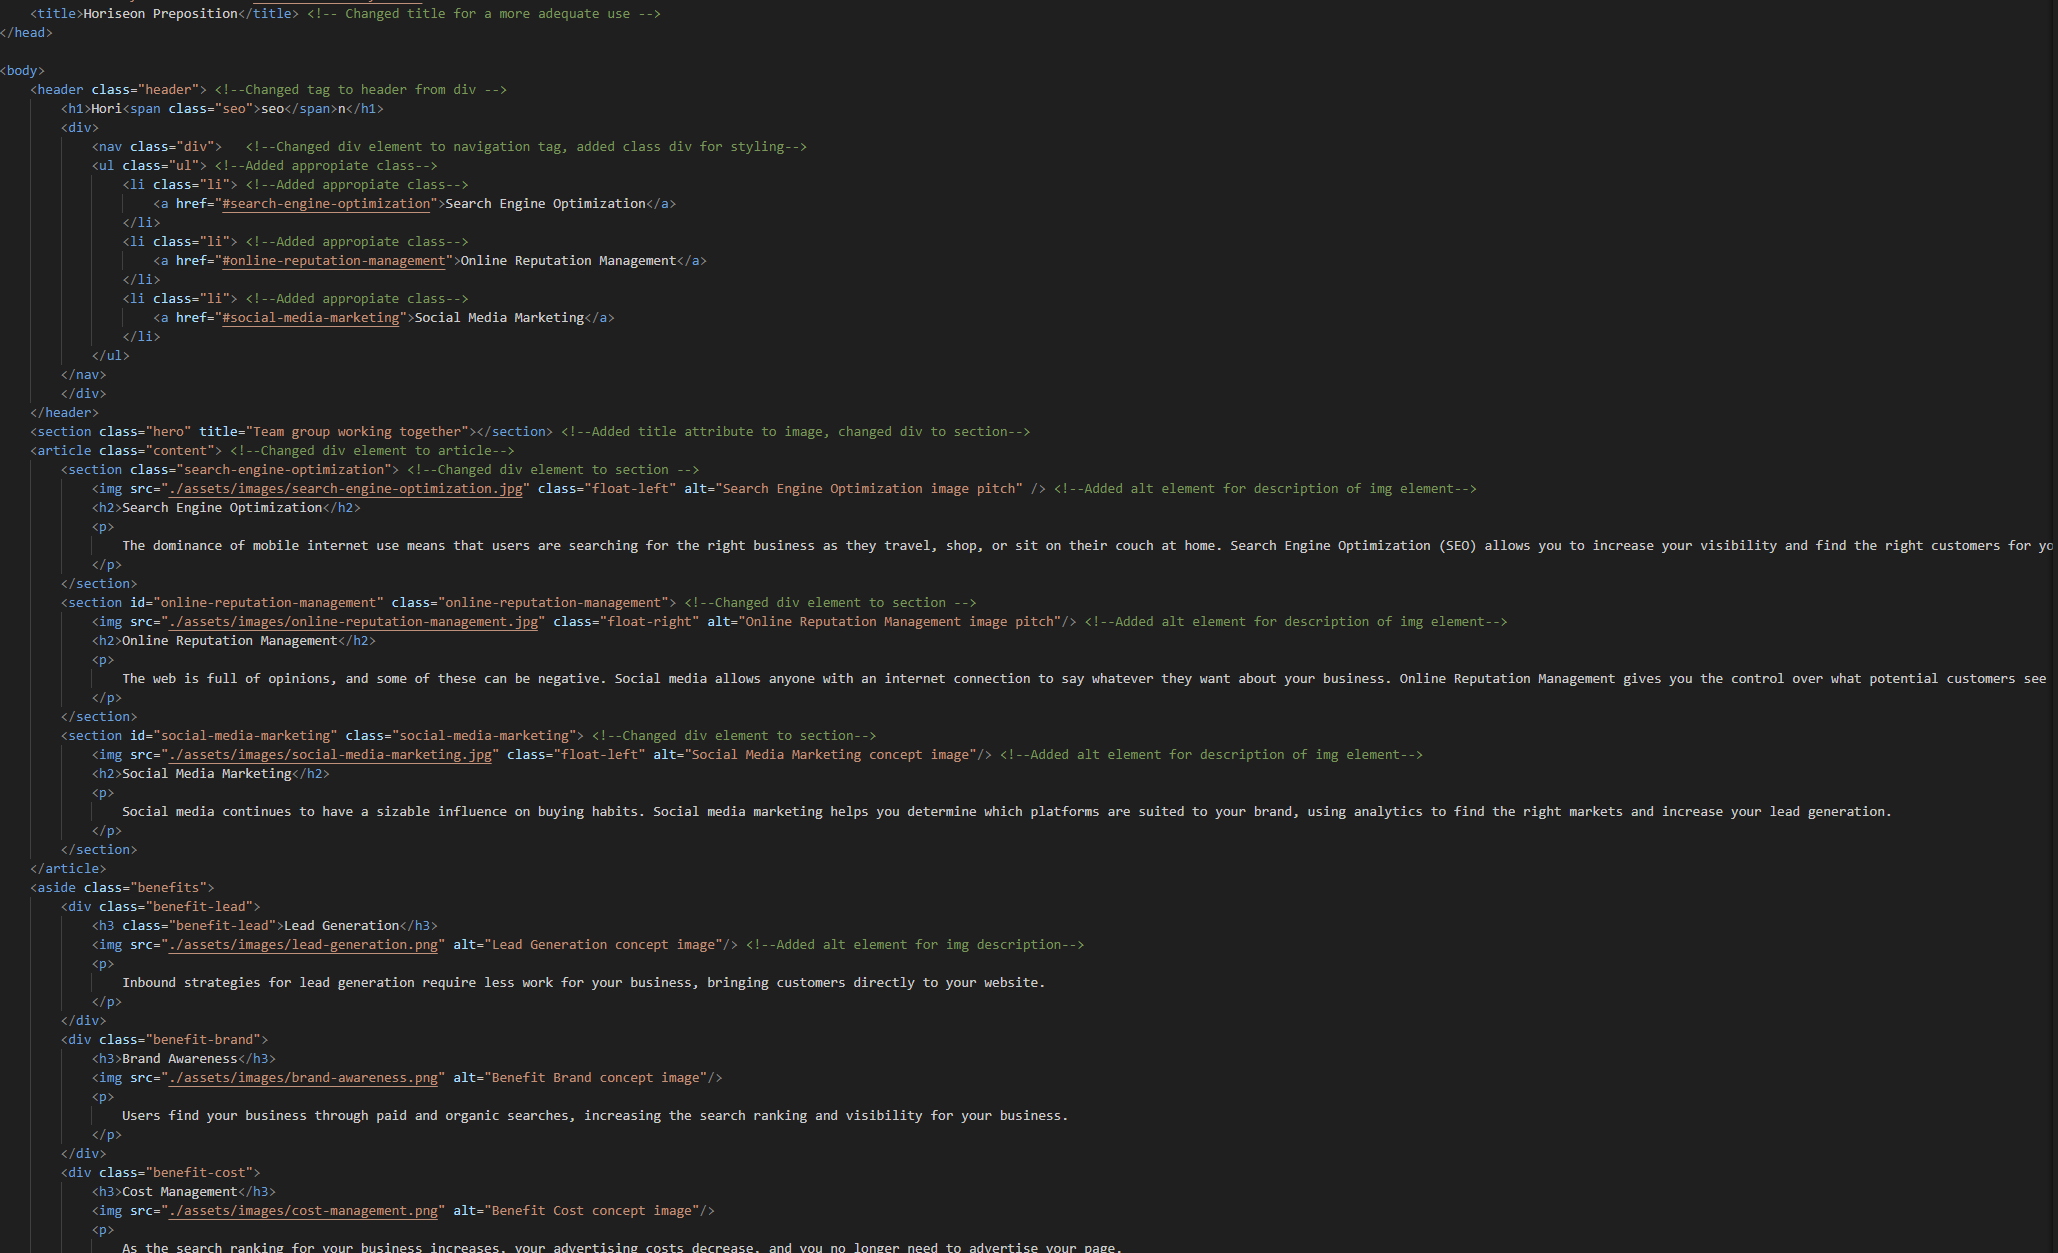 <title>Horiseon Preposition</title> <!-- Changed title for a more adequate use -->
</head>
<body>
<header class="header"> <!--Changed tag to header from div -->
<h1>Hori<span class="seo">seo</span>n</h1>
<div>
<nav class="div">   <!--Changed div element to navigation tag, added class div for styling-->
<ul class="ul"> <!--Added appropiate class-->
<li class="li"> <!--Added appropiate class-->
<a href="#search-engine-optimization">Search Engine Optimization</a>
</li>
<li class="li"> <!--Added appropiate class-->
<a href="#online-reputation-management">Online Reputation Management</a>
</li>
<li class="li"> <!--Added appropiate class-->
<a href="#social-media-marketing">Social Media Marketing</a>
</li>
</ul>
</nav>
</div>
</header>
<section class="hero" title="Team group working together"></section> <!--Added title attribute to image, changed div to section-->
<article class="content"> <!--Changed div element to article-->
<section class="search-engine-optimization"> <!--Changed div element to section -->
<img src="./assets/images/search-engine-optimization.jpg" class="float-left" alt="Search Engine Optimization image pitch" /> <!--Added alt element for description of img element-->
<h2>Search Engine Optimization</h2>
<p>
The dominance of mobile internet use means that users are searching for the right business as they travel, shop, or sit on their couch at home. Search Engine Optimization (SEO) allows you to increase your visibility and find the right customers for yo
</p>
</section>
<section id="online-reputation-management" class="online-reputation-management"> <!--Changed div element to section -->
<img src="./assets/images/online-reputation-management.jpg" class="float-right" alt="Online Reputation Management image pitch"/> <!--Added alt element for description of img element-->
<h2>Online Reputation Management</h2>
<p>
The web is full of opinions, and some of these can be negative. Social media allows anyone with an internet connection to say whatever they want about your business. Online Reputation Management gives you the control over what potential customers see
</p>
</section>
<section id="social-media-marketing" class="social-media-marketing"> <!--Changed div element to section-->
<img src="./assets/images/social-media-marketing.jpg" class="float-left" alt="Social Media Marketing concept image"/> <!--Added alt element for description of img element-->
<h2>Social Media Marketing</h2>
<p>
Social media continues to have a sizable influence on buying habits. Social media marketing helps you determine which platforms are suited to your brand, using analytics to find the right markets and increase your lead generation.
</p>
</section>
</article>
<aside class="benefits">
<div class="benefit-lead">
<h3 class="benefit-lead">Lead Generation</h3>
<img src="./assets/images/lead-generation.png" alt="Lead Generation concept image"/> <!--Added alt element for img description-->
<p>
Inbound strategies for lead generation require less work for your business, bringing customers directly to your website.
</p>
</div>
<div class="benefit-brand">
<h3>Brand Awareness</h3>
<img src="./assets/images/brand-awareness.png" alt="Benefit Brand concept image"/>
<p>
Users find your business through paid and organic searches, increasing the search ranking and visibility for your business.
</p>
</div>
<div class="benefit-cost">
<h3>Cost Management</h3>
<img src="./assets/images/cost-management.png" alt="Benefit Cost concept image"/>
<p>
As the search ranking for your business increases, your advertising costs decrease, and you no longer need to advertise your page.